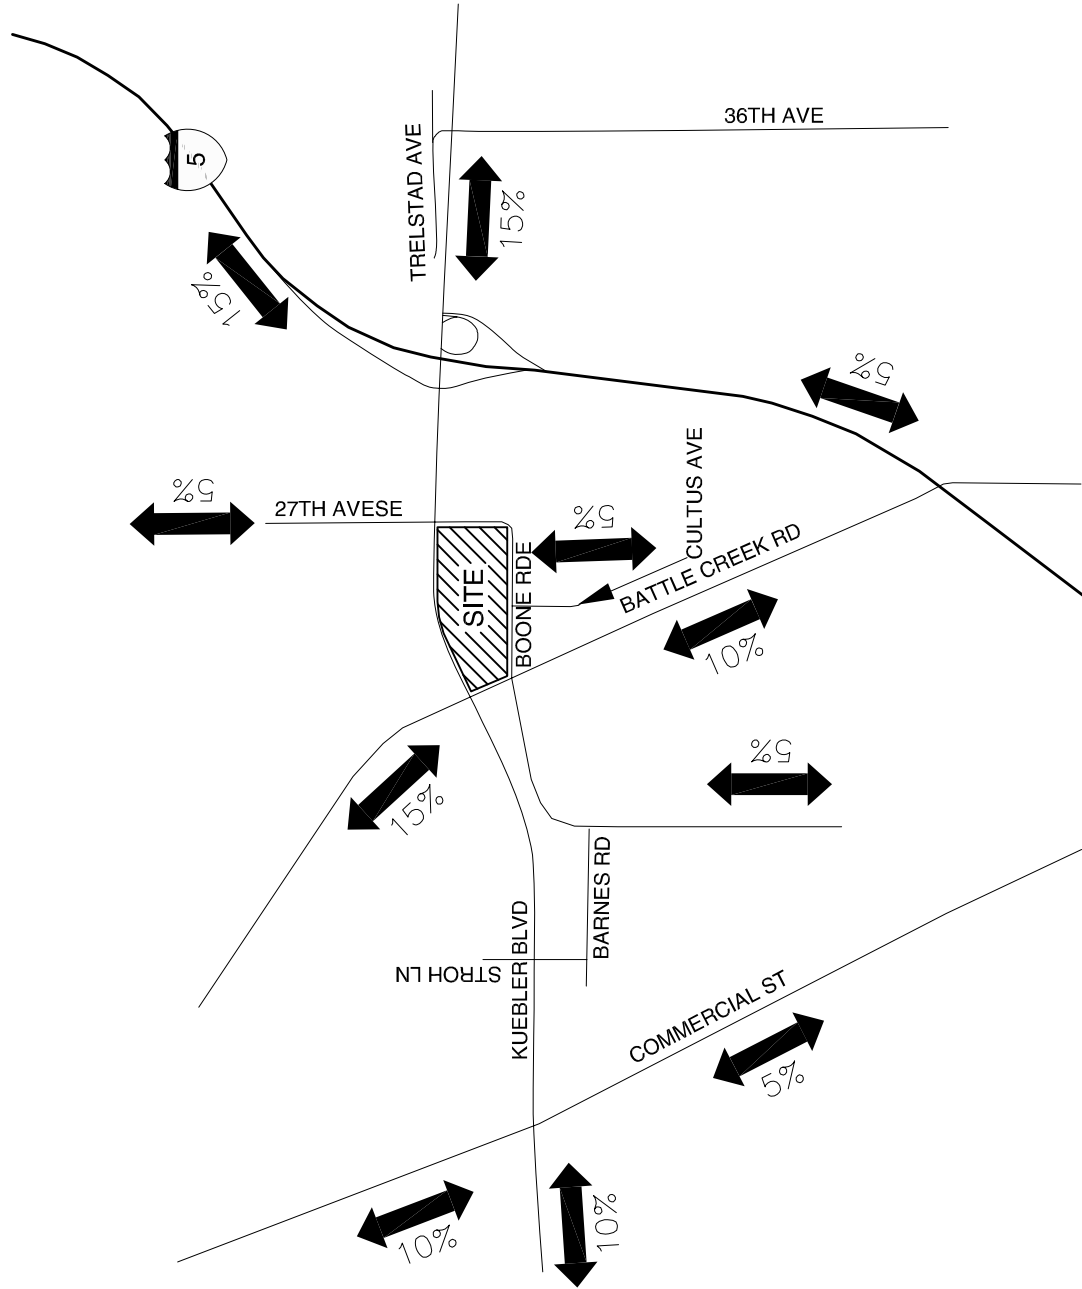 36TH AVE
TRELSTAD AVE
5
15%
15%
5%
CULTUS AVE
5%
27TH AVESE
5%
BATTLE CREEK RD
SITE
BOONE RDE
10%
5%
15%
BARNES RD
KUEBLER BLVD
STROH LN
COMMERCIAL ST
5%
10%
10%